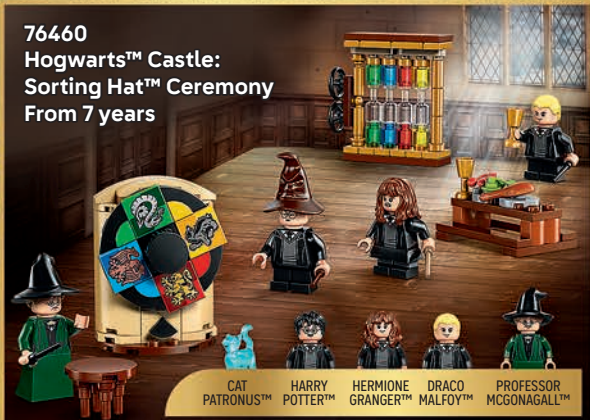 76460
Hogwarts™ Castle:
Sorting Hat™ Ceremony
From 7 years
CAT
PATRONUS™
HARRY
POTTER™
HERMIONE
GRANGER™
DRACO
MALFOY™
PROFESSOR
MCGONAGALL™